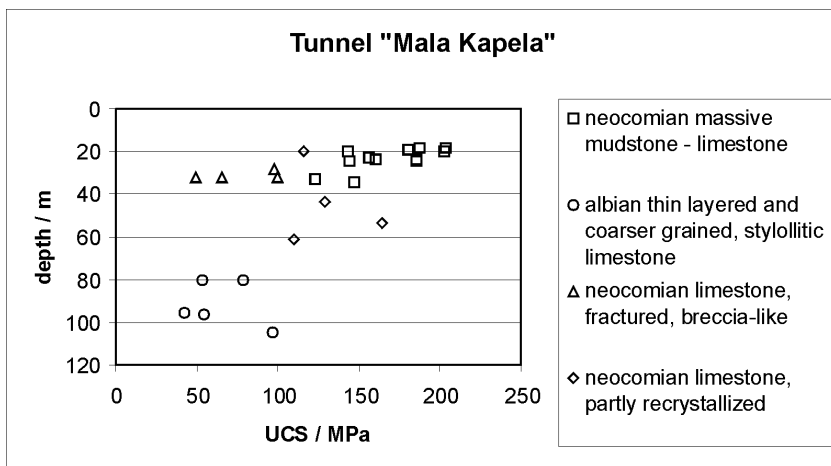 Tunnel "Mala Kapela"
0
20
40
60
80
100
120
depth / m
0 50 100 150 200 250
UCS / MPa
neocomian massive
mudstone - limestone
albian thin layered and
coarser grained, stylollitic
limestone
neocomian limestone,
fractured, breccia-like
neocomian limestone,
partly recrystallized